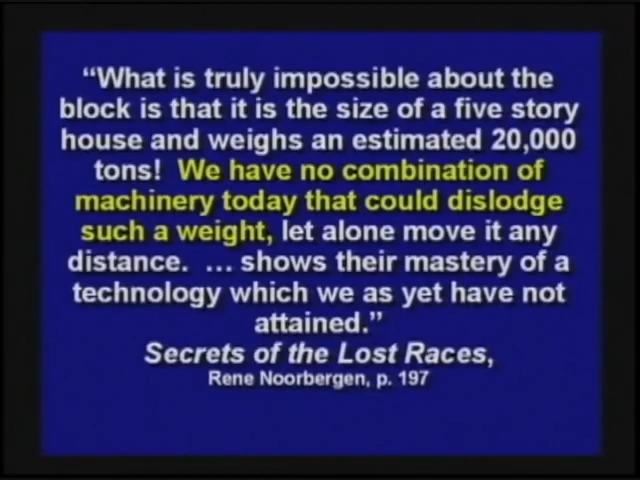 “What is truly impossible about the
block is that it is the size of a five story
house and weighs an estimated 20,000
tons!  We have no combination of
machinery today that could dislodge
such a weight, let alone move it any
distance.  ... shows their mastery of a
technology which we as yet have not
attained.”
Secrets of the Lost Races,
Rene Noorbergen, p. 197